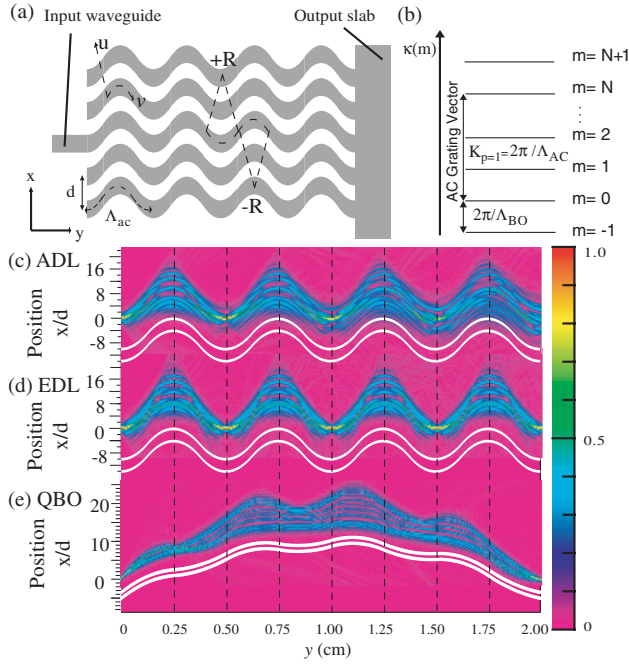 (a)
Input waveguide
Output slab
u
v
+R
-R
x
y
d
Λac
(b)
κ(m)
m= N+1
m= N
⋮
m= 2
m= 1
m= 0
m= -1
AC Grating Vector
K p=1=2π/ΛAC
2π/ΛBO
(c) ADL
Position
x/d
16
8
0
-8
(d) EDL
Position
x/d
16
8
0
-8
(e) QBO
Position
x/d
20
10
0
0 0.25 0.50 0.75 1.00 1.25 1.50 1.75 2.00
y (cm)
1.0
0.5
0